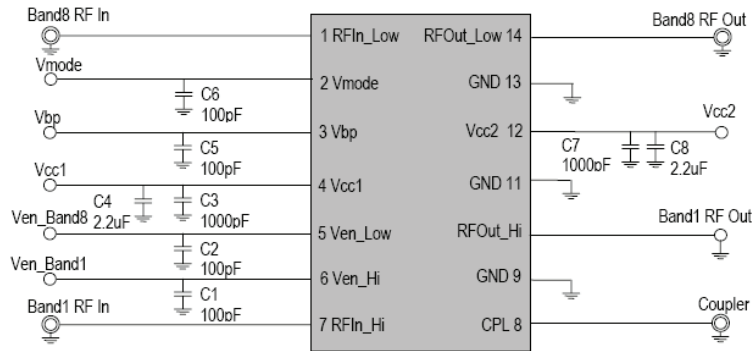 Band8 RF In
1 RFIn_Low
RFOut_Low 14
Band8 RF Out
Vmode
2 Vmode
GND 13
C6
100pF
Vbp
3 Vbp
Vcc2 12
Vcc2
C5
100pF
C7
1000pF
C8
2.2uF
Vcc1
4 Vcc1
GND 11
C4
2.2uF
C3
1000pF
Ven_Band8
5 Ven_Low
RFOut_Hi
Band1 RF Out
C2
100pF
Ven_Band1
6 Ven_Hi
GND 9
C1
100pF
Band1 RF In
7 RFIn_Hi
CPL 8
Coupler